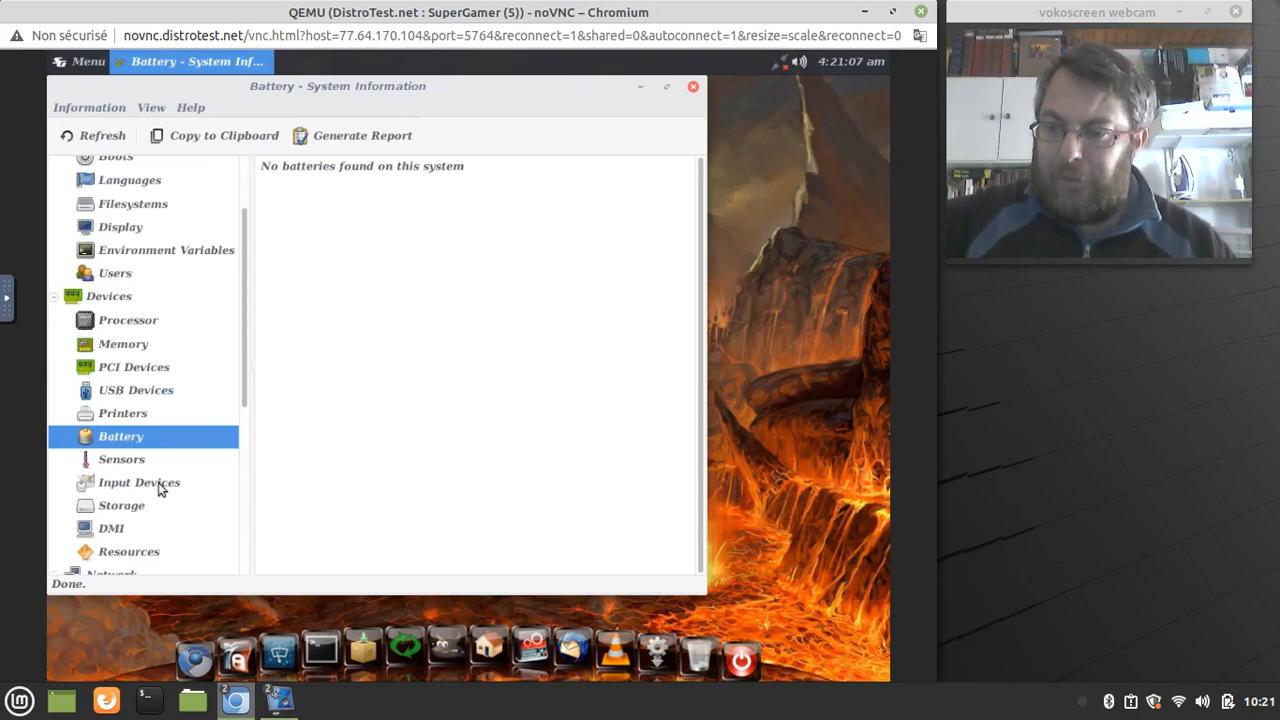 QEMU (DistroTest.net : SuperGamer (5)) - noVNC – Chromium
vokoscreen webcam
Non sécurisé
novnc.distrotest.net/vnc.html?host=77.64.170.104&port=5764&reconnect=1&shared=0&autoconnect=1&resize=scale&reconnect=0
Menu
Battery - System Inf...
4:21:07 am
Battery - System Information
Information View Help
Refresh
Copy to Clipboard
Generate Report
Boots
No batteries found on this system
Languages
Filesystems
Display
Environment Variables
Users
Devices
Processor
Memory
PCI Devices
USB Devices
Printers
Battery
Sensors
Input Devices
Storage
DMI
Resources
Network
Done.
2
2
10:21